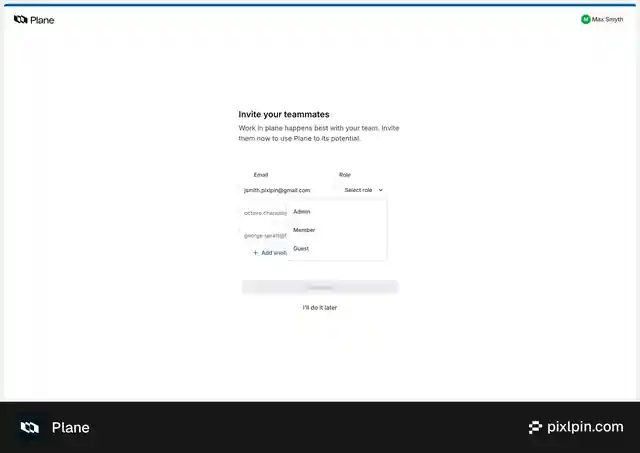 Plane
M Max Smyth
Invite your teammates
Work in plane happens best with your team. Invite
them now to use Plane to its potential.
Email Role
jsmith.pixlpin@gmail.com Select role
Admin
Member
george.
Guest
+ Add
I'll do it later
Plane
pixlpin.com